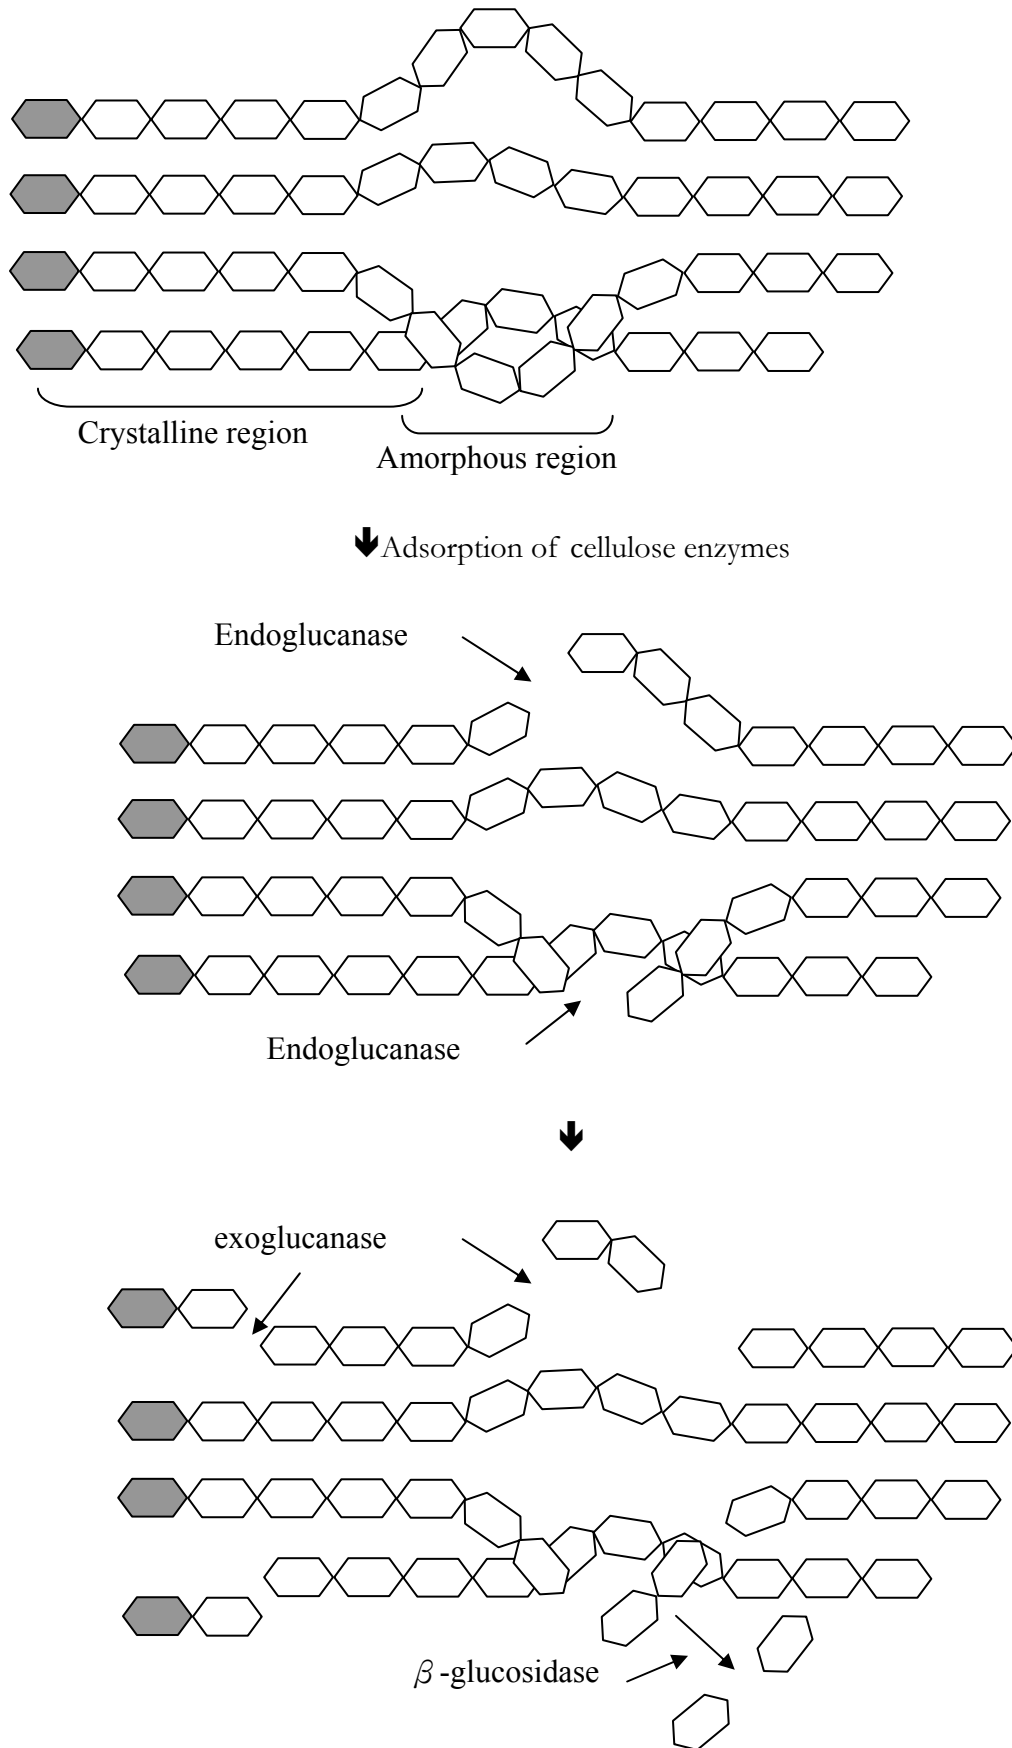 Crystalline region
Amorphous region
Adsorption of cellulose enzymes
Endoglucanase
Endoglucanase
exoglucanase
β-glucosidase